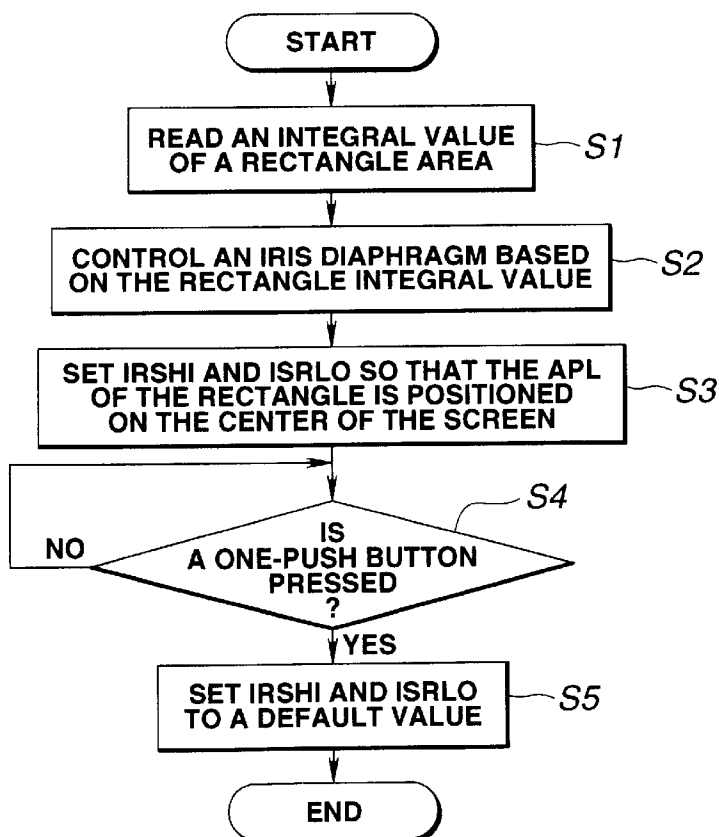 START
READ AN INTEGRAL VALUE
OF A RECTANGLE AREA
S1
CONTROL AN IRIS DIAPHRAGM BASED
ON THE RECTANGLE INTEGRAL VALUE
S2
SET IRSHI AND ISRLO SO THAT THE APL
OF THE RECTANGLE IS POSITIONED
ON THE CENTER OF THE SCREEN
S3
S4
IS
A ONE-PUSH BUTTON
PRESSED
?
NO
YES
SET IRSHI AND ISRLO
TO A DEFAULT VALUE
S5
END